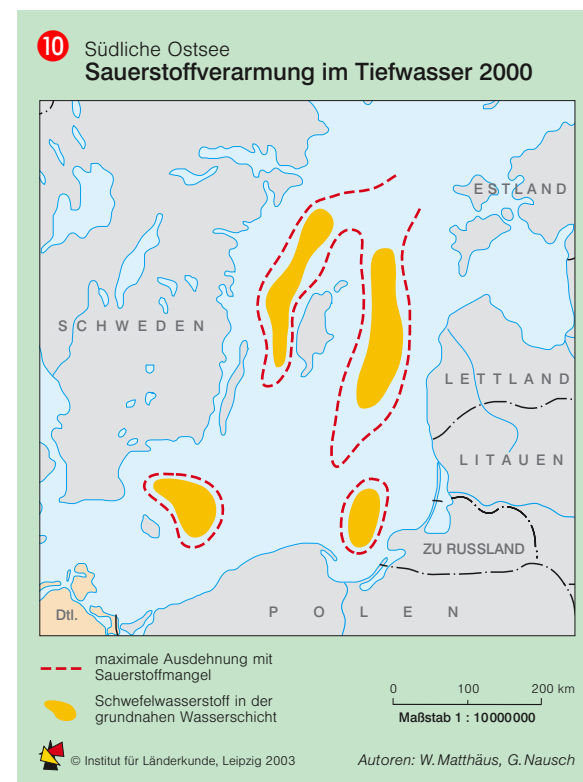 10
Südliche Ostsee
Sauerstoffverarmung im Tiefwasser 2000
ESTLAND
SCHWEDEN
LETTLAND
LITAUEN
ZU RUSSLAND
Dtl.
POLEN
maximale Ausdehnung mit
Sauerstoffmangel
Schwefelwasserstoff in der
grundnahen Wasserschicht
0 100 200 km
Maßstab 1 : 10000000
© Institut für Länderkunde, Leipzig 2003
Autoren: W. Matthäus, G. Nausch